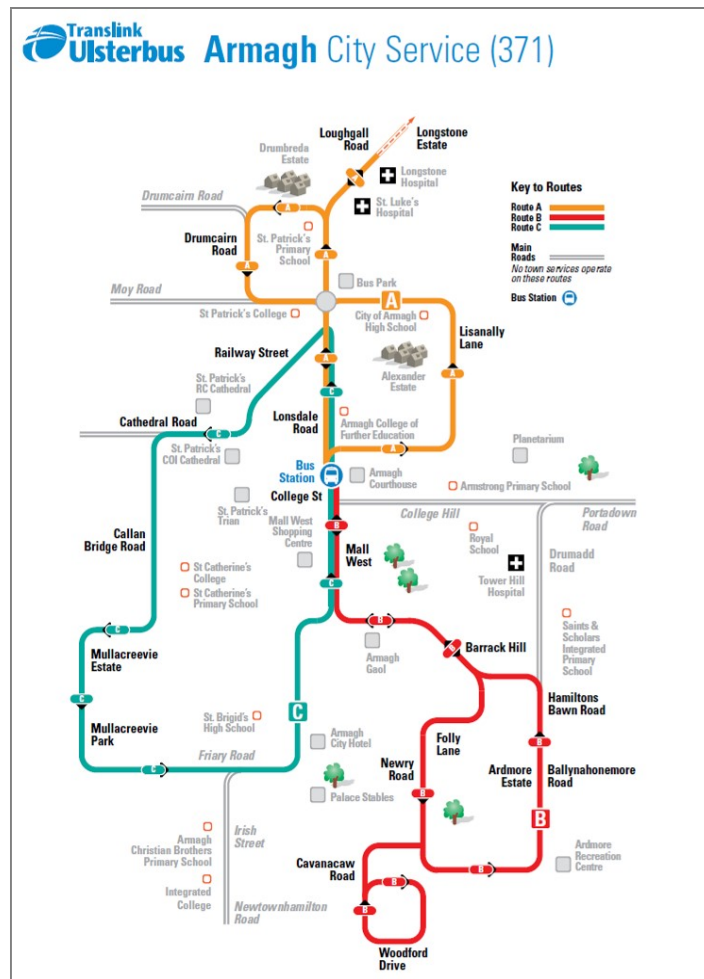 Translink
Ulsterbus
Armagh City Service (371)
Loughgall
Road
Longstone
Estate
Drumbreda
Estate
Longstone
Hospital
Key to Routes
Route A
Route B
Route C
Main
Roads
No town services operate
on these routes
Bus Station
Drumcairn Road
St. Luke's
Hospital
A
Drumcairn
Road
St. Patrick's
Primary
School
A
A
Bus Park
Moy Road
A
St Patrick's College
City of Armagh
High School
Lisanally
Lane
Railway Street
A
Alexander
Estate
A
St. Patrick's
RC Cathedral
C
Cathedral Road
C
Lonsdale
Road
Armagh College of
Further Education
A
Planetarium
St. Patrick's
COI Cathedral
Bus
Station
Armagh
Courthouse
Armstrong Primary School
College St
St. Patrick's
Trian
College Hill
Portadown
Road
Mall West
Shopping
Centre
B
Mall
West
Royal
School
Drumadd
Road
Callan
Bridge Road
St Catherine's
College
St Catherine's
Primary School
Tower Hill
Hospital
C
C
B
Saints &
Scholars
Integrated
Primary
School
Mullacreevie
Estate
Armagh
Gaol
Barrack Hill
C
Hamiltons
Bawn Road
St. Brigid's
High School
C
Mullacreevie
Park
Armagh
City Hotel
Folly
Lane
B
Friary Road
C
Newry
Road
Ardmore
Estate
Ballynahonemore
Road
B
Palace Stables
B
Irish
Street
Armagh
Christian Brothers
Primary School
Cavanacaw
Road
B
Ardmore
Recreation
Centre
B
Integrated
College
Newtownhamilton
Road
B
Woodford
Drive